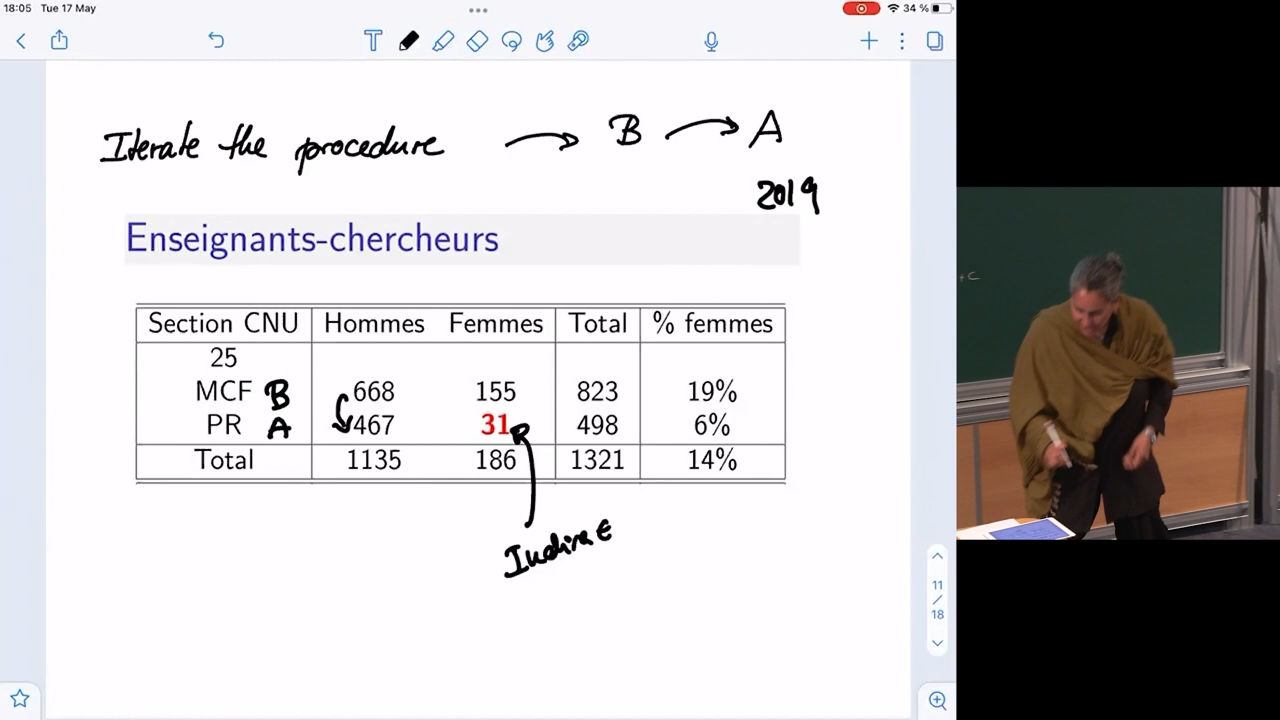 18:05 Tue 17 May
34 %
Iterate the procedure → B → A
2019
Enseignants-chercheurs
Section CNU Hommes Femmes Total % femmes
25
MCF B 668 155 823 19%
PR A 467 31 498 6%
Total 1135 186 1321 14%
Indira ∈
11
/
18